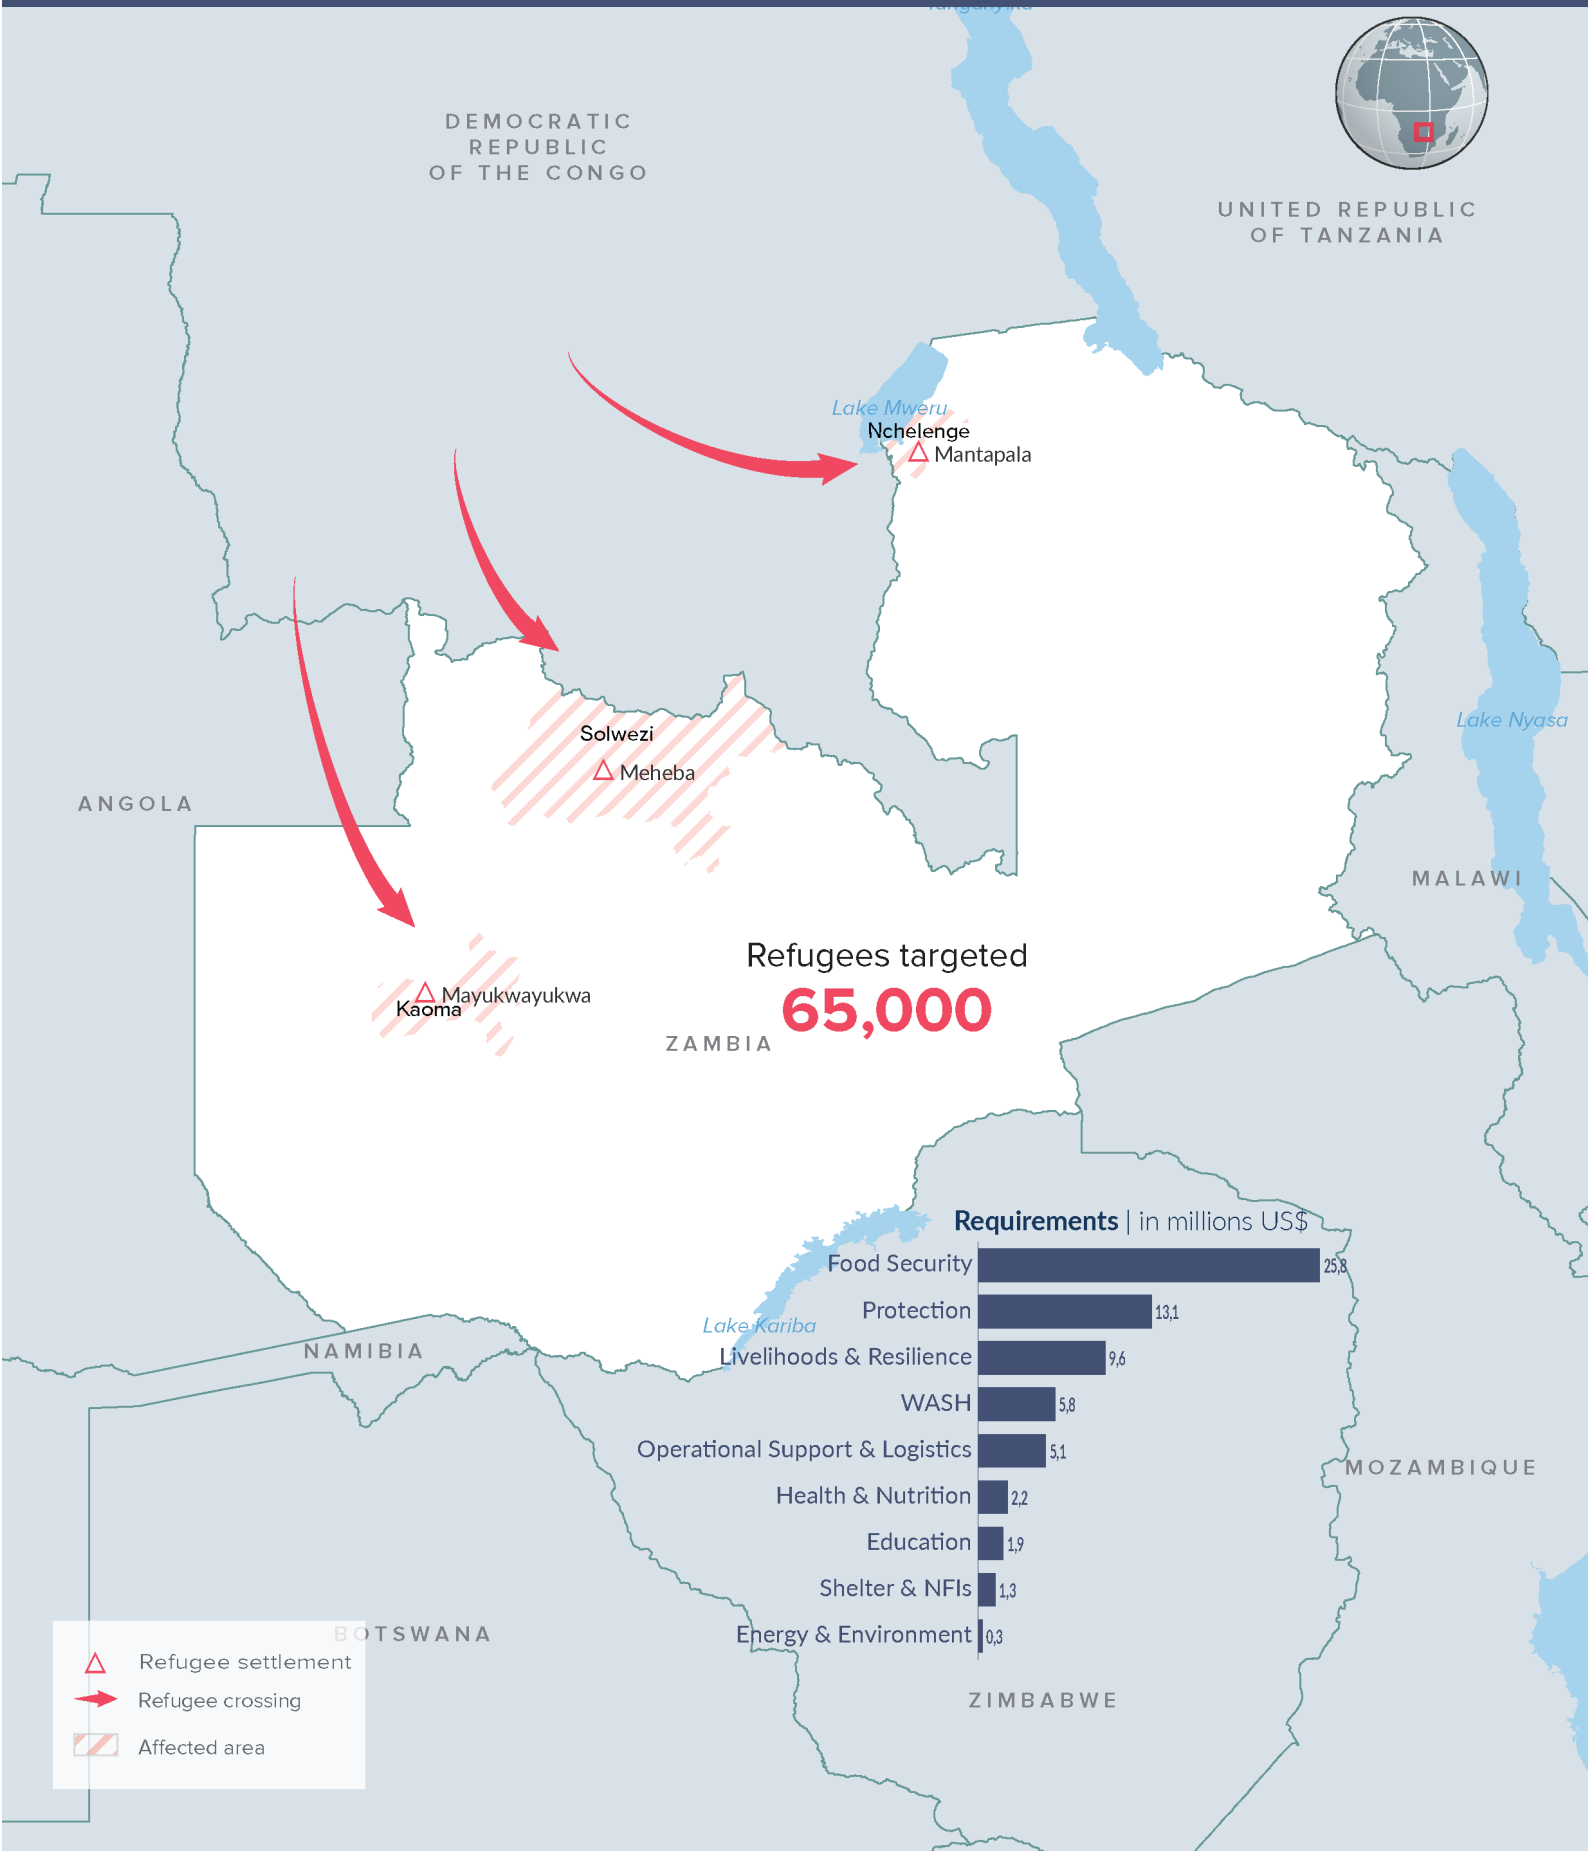 DEMOCRATIC
REPUBLIC
OF THE CONGO
UNITED REPUBLIC
OF TANZANIA
Lake Mweru
Nchelenge
Mantapala
Solwezi
Meheba
Lake Nyasa
ANGOLA
MALAWI
Refugees targeted
65,000
Mayukwayukwa
Kaoma
ZAMBIA
Requirements | in millions US$
Food Security 25,8
Protection 13,1
Lake Kariba
Livelihoods & Resilience 9,6
NAMIBIA
WASH 5,8
Operational Support & Logistics 5,1
MOZAMBIQUE
Health & Nutrition 2,2
Education 1,9
Shelter & NFIs 1,3
Energy & Environment 0,3
BOTSWANA
ZIMBABWE
Refugee settlement
Refugee crossing
Affected area